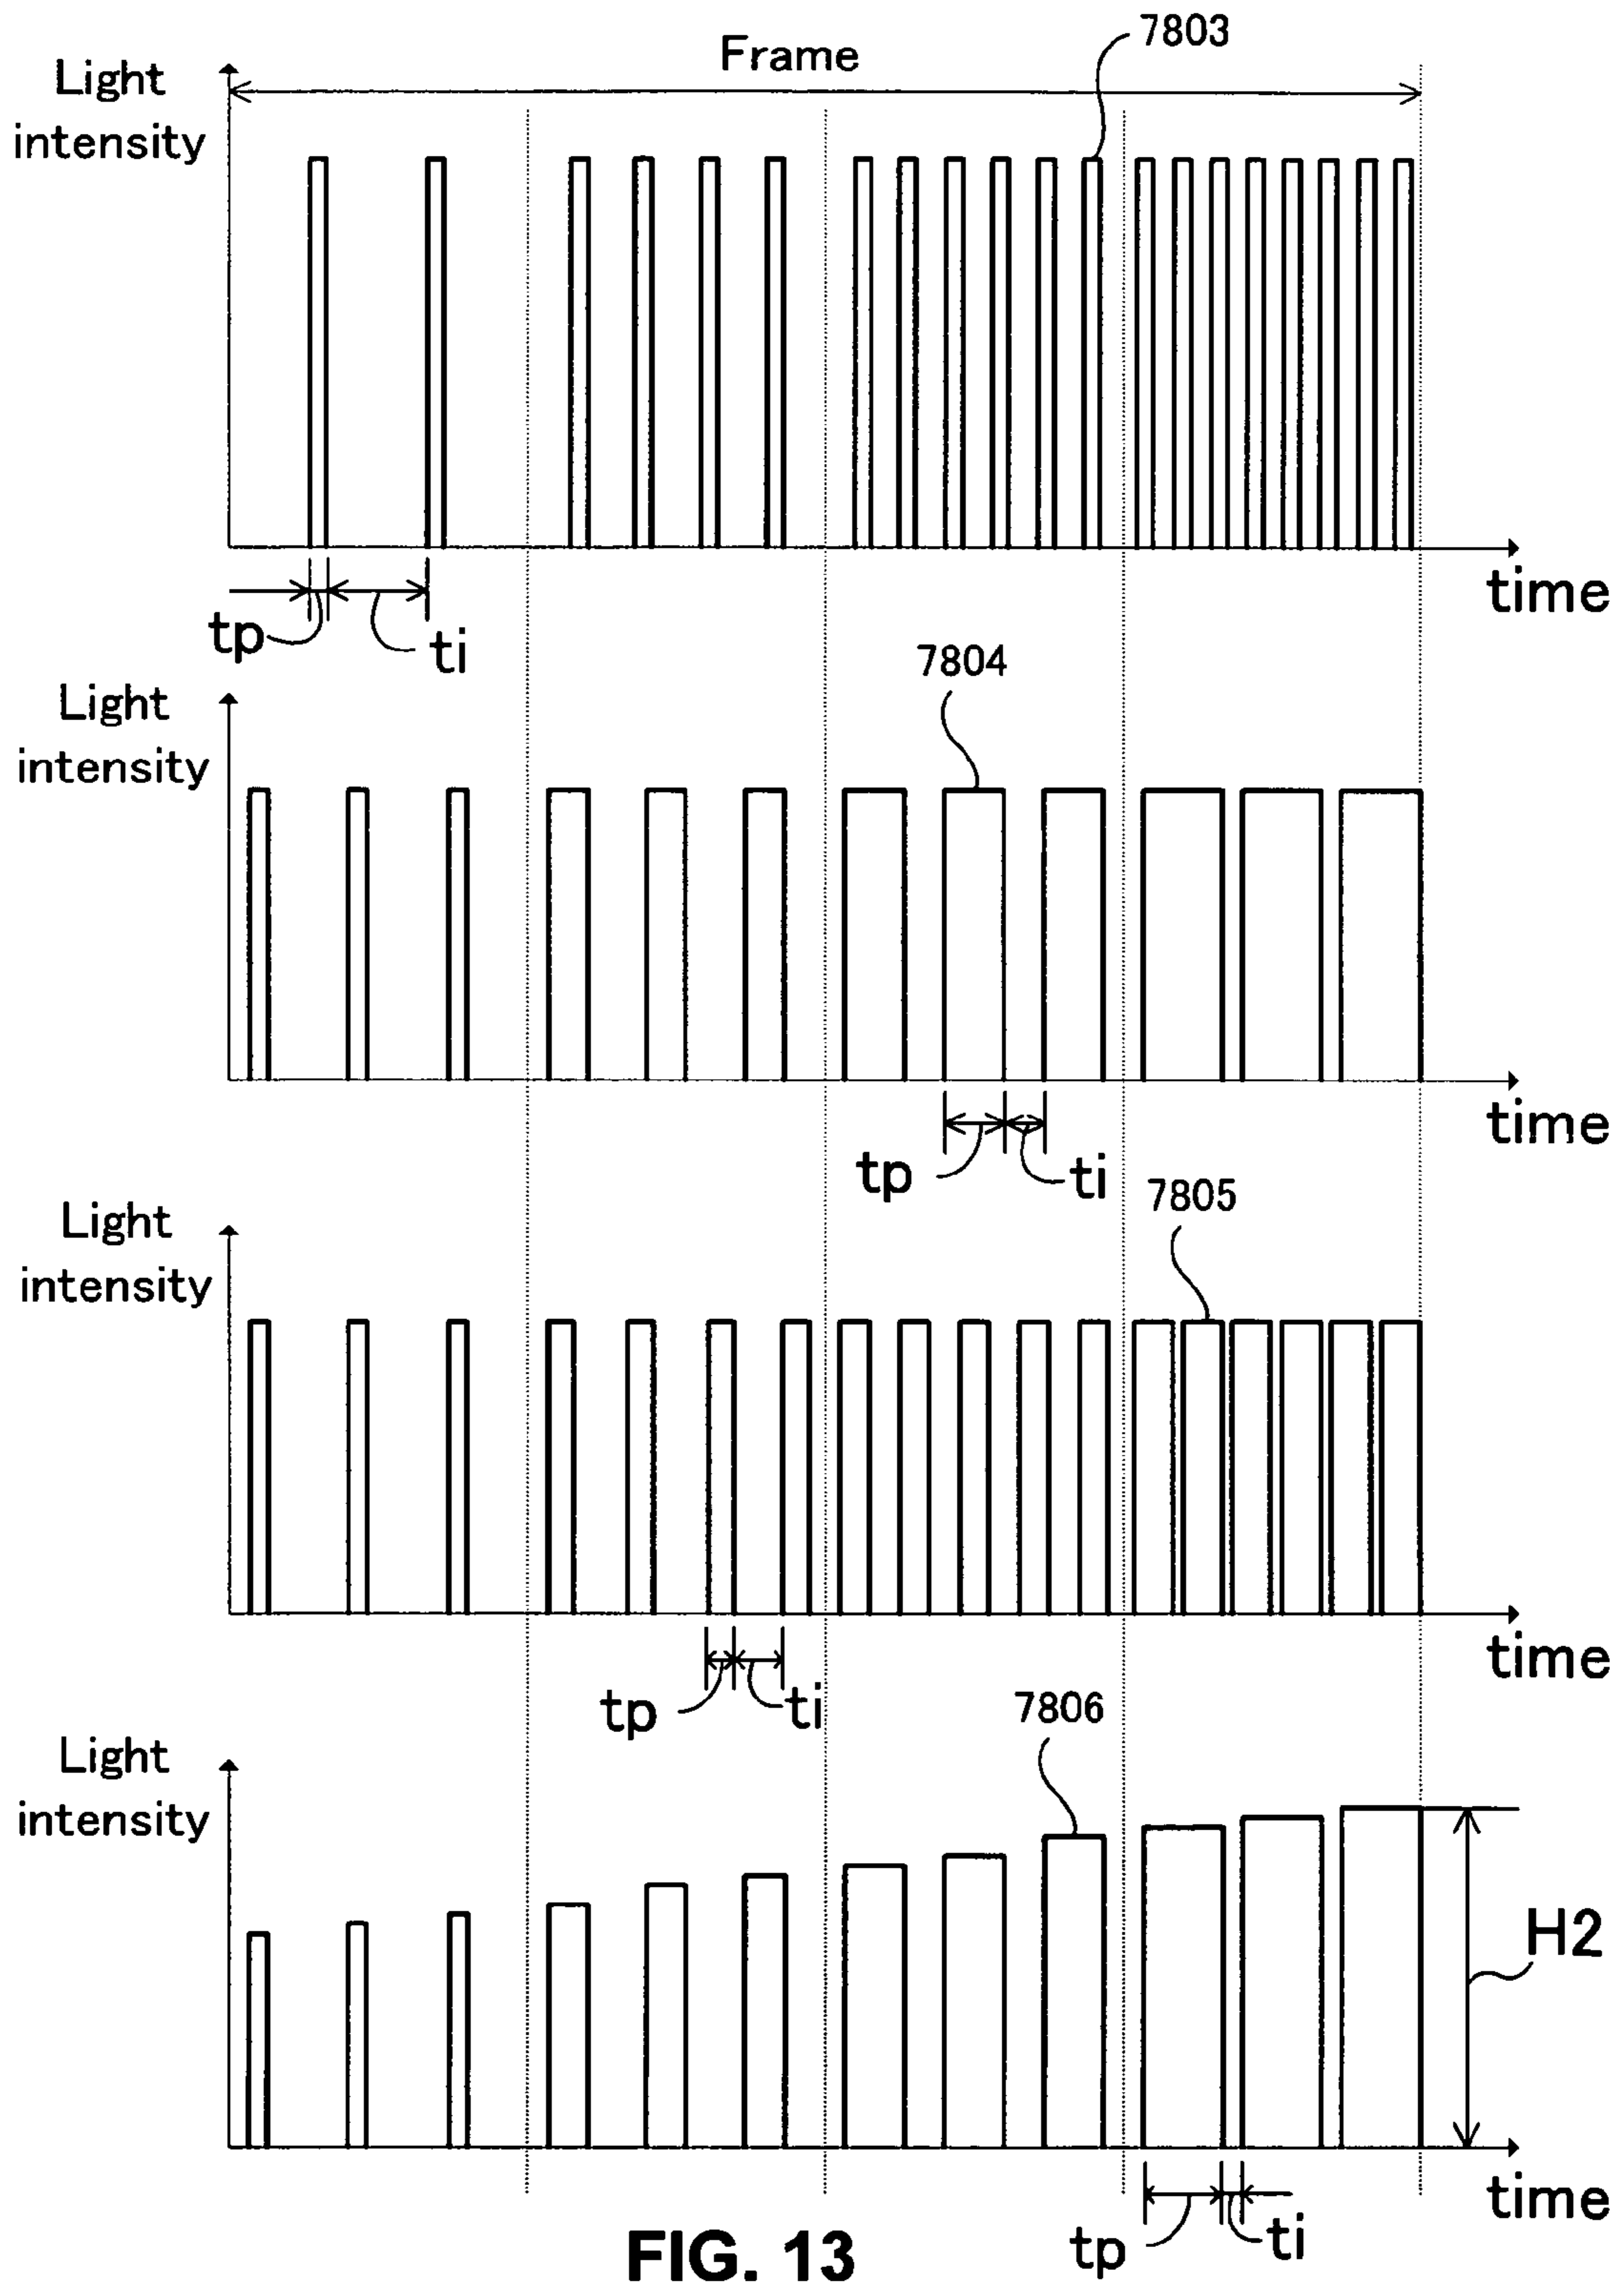 7803
Frame
Light
intensity
time
tp
ti
7804
Light
intensity
time
tp
ti
7805
Light
intensity
time
tp
ti
7806
Light
intensity
H2
time
tp
ti
FIG. 13